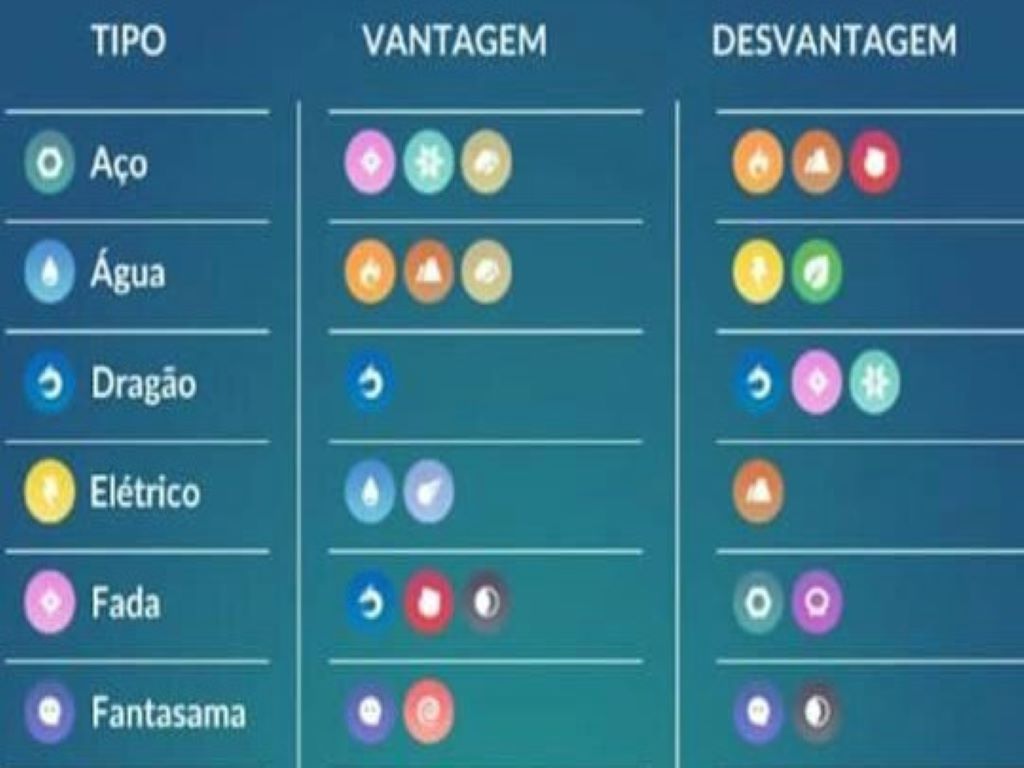 TIPO VANTAGEM DESVANTAGEM
Aço
Água
Dragão
Elétrico
Fada
Fantasama